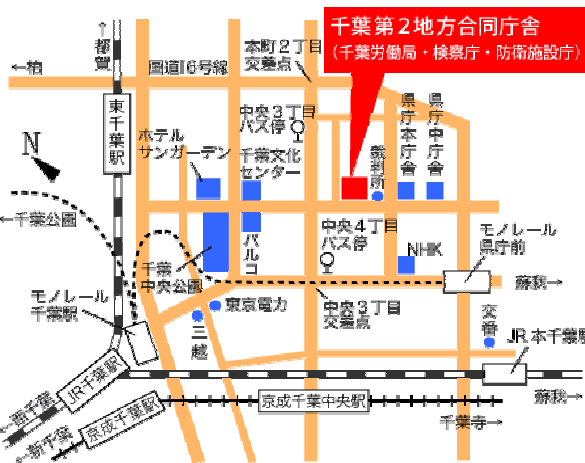 千葉第2地方合同庁舎
(千葉労働局・検察庁・防衛施設庁)
↑都賀
本町2丁目
交差点
←柏
国道16号線
東千葉駅
中央3丁目
バス停
県庁本庁舎
県庁中庁舎
N
ホテル
サンガーデン
千葉文化
センター
裁判所
←千葉公園
パルコ
中央4丁目
バス停
モノレール
県庁前
NHK
千葉
中央公園
蘇我→
モノレール
千葉駅
東京電力
中央3丁目
交差点
三越
交番
JR 本千葉駅
JR千葉駅
←西千葉
京成千葉駅
←新千葉
京成千葉中央駅
蘇我→
千葉寺→